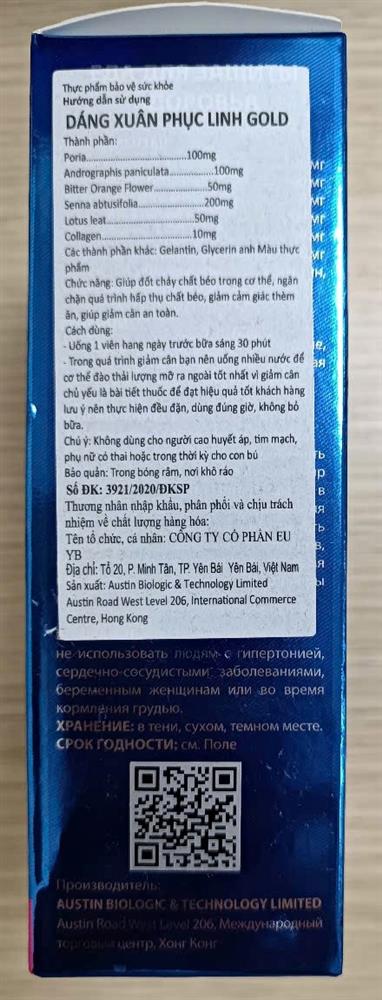 Thực phẩm bảo vệ sức khỏe
Hướng dẫn sử dụng
DÁNG XUÂN PHỤC LINH GOLD
Thành phần:
Poria...............................100mg
Andrographis paniculata..............100mg
Bitter Orange Flower.................50mg
Senna abtusifolia.....................200mg
Lotus leat...........................50mg
Collagen............................10mg
Các thành phần khác: Gelantin, Glycerin anh Màu thực
phẩm
Chức năng: Giúp đốt cháy chất béo trong cơ thể, ngăn
chặn quá trình hấp thụ chất béo, giảm cảm giác thèm
ăn, giúp giảm cân an toàn.
Cách dùng:
- Uống 1 viên hang ngày trước bữa sáng 30 phút
- Trong quá trình giảm cân bạn nên uống nhiều nước để
cơ thể đào thải lượng mỡ ra ngoài tốt nhất vì giảm cân
chủ yếu là bài tiết thuốc để đạt hiệu quả tốt khách hàng
lưu ý nên thực hiện đều đặn, dùng đúng giờ, không bỏ
bữa.
Chú ý: Không dùng cho người cao huyết áp, tim mạch,
phụ nữ có thai hoặc trong thời kỳ cho con bú
Bảo quản: Trong bóng râm, nơi khô ráo
Số ĐK: 3921/2020/ĐKSP
Thương nhân nhập khẩu, phân phối và chịu trách
nhiệm về chất lượng hàng hóa:
Tên tổ chức, cá nhân: CÔNG TY CỔ PHẦN EU
YB
Địa chỉ: Tổ 20, P. Minh Tân, TP. Yên Bái Yên Bái, Việt Nam
Sản xuất: Austin Biologic & Technology Limited
Austin Road West Level 206, International Commerce
Centre, Hong Kong
не использовать людям с гипертонией,
сердечно-сосудистыми заболеваниями,
беременным женщинам или во время
кормления грудью.
ХРАНЕНИЕ: в тени, сухом, темном месте.
СРОК ГОДНОСТИ: см. Поле
Производитель:
AUSTIN BIOLOGIC & TECHNOLOGY LIMITED
Austin Road West Level 206, Международный
торговый центр, Хонг Конг